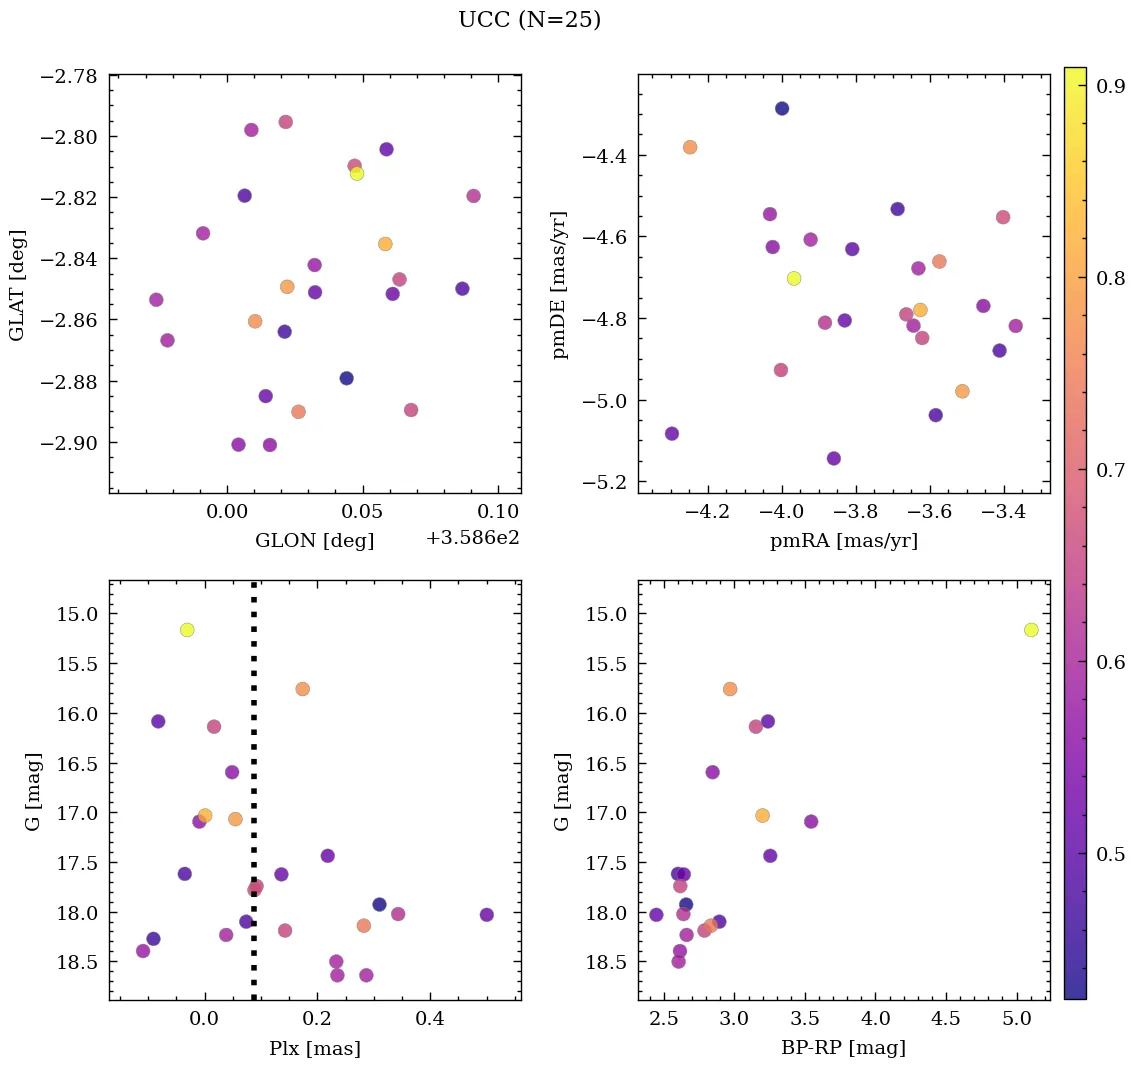 UCC (N=25)
−2.78
−2.80
−2.82
−2.84
−2.86
−2.88
−2.90
GLAT [deg]
0.00 0.05 0.10
GLON [deg]
+3.586e2
−4.4
−4.6
−4.8
−5.0
−5.2
pmDE [mas/yr]
−4.2 −4.0 −3.8 −3.6 −3.4
pmRA [mas/yr]
15.0
15.5
16.0
16.5
17.0
17.5
18.0
18.5
G [mag]
0.0 0.2 0.4
Plx [mas]
15.0
15.5
16.0
16.5
17.0
17.5
18.0
18.5
G [mag]
2.5 3.0 3.5 4.0 4.5 5.0
BP-RP [mag]
0.9
0.8
0.7
0.6
0.5